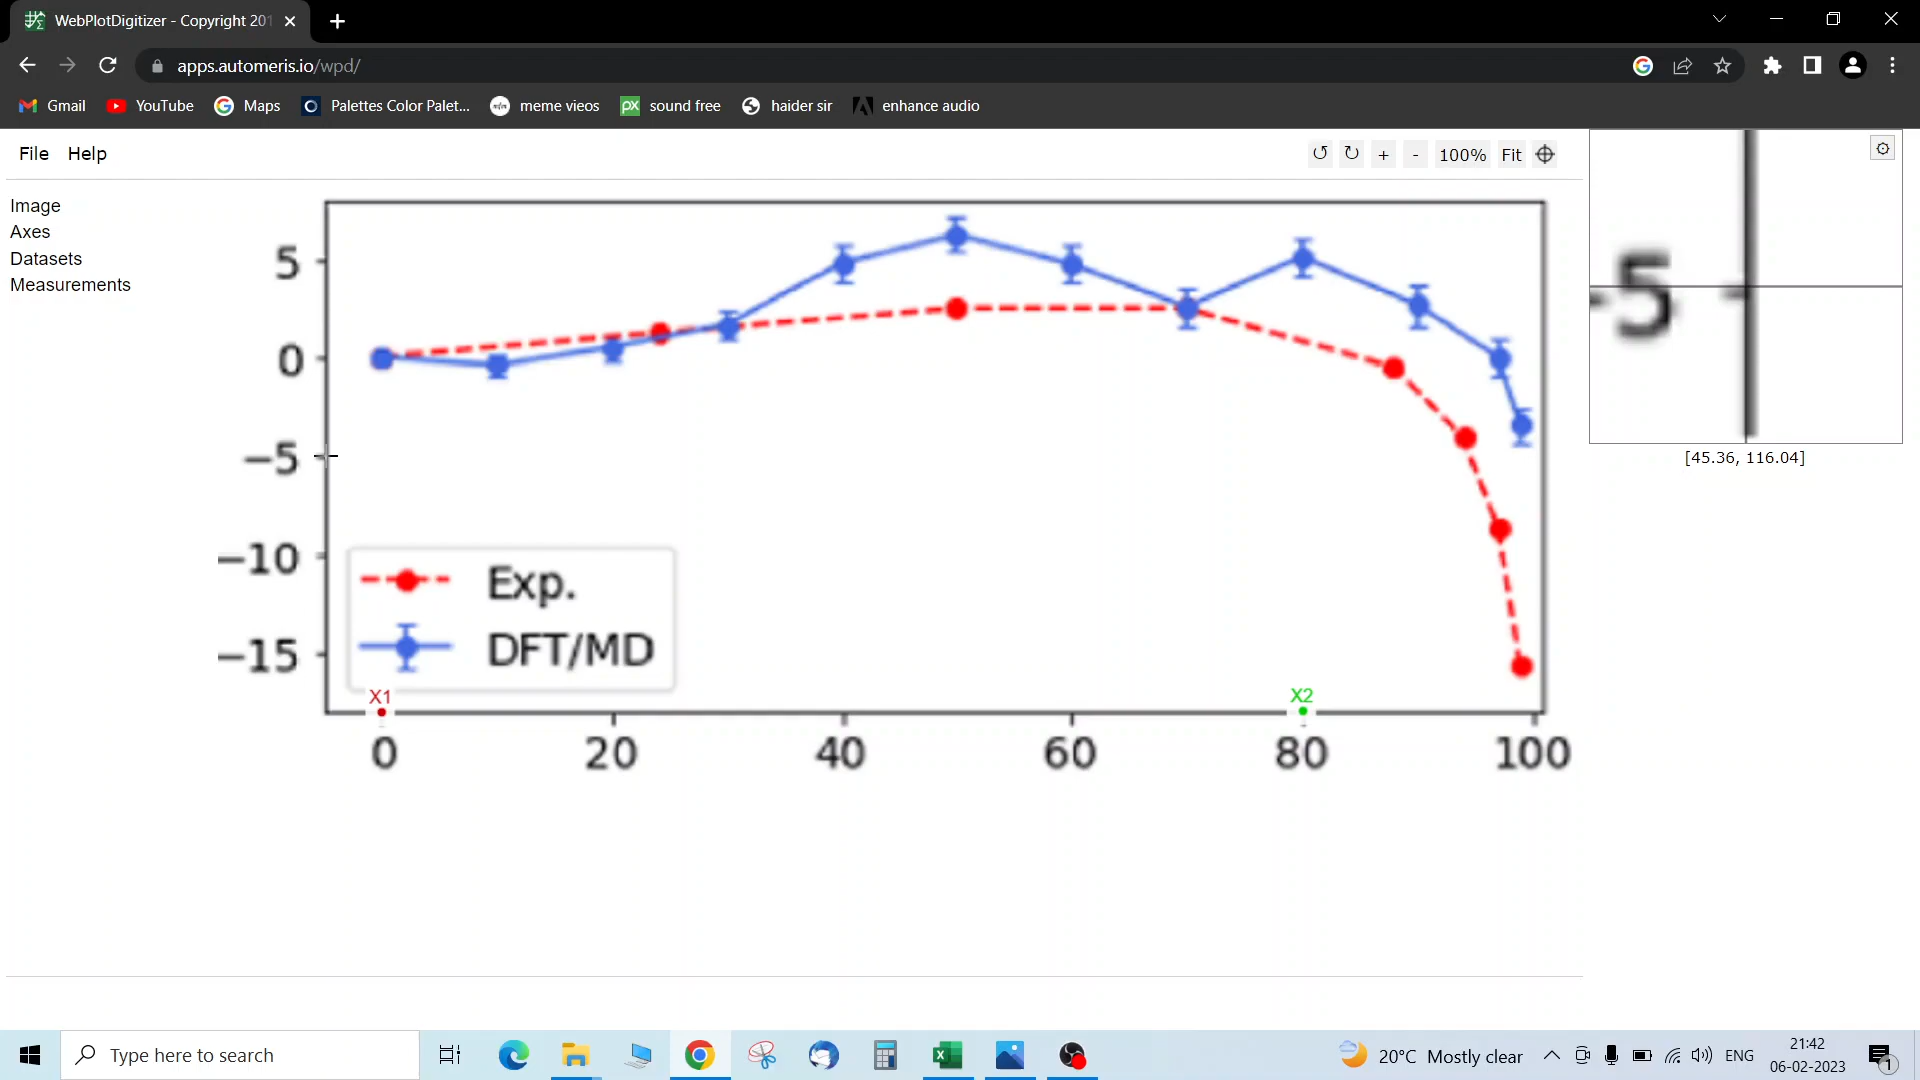 WebPlotDigitizer - Copyright 201
apps.automeris.io/wpd/
Gmail YouTube Maps Palettes Color Palet... meme vieos sound free haider sir enhance audio
File Help
+ - 100% Fit
Image
Axes
Datasets
Measurements
5
0
−5
−10
−15
Exp.
DFT/MD
X1 X2
0 20 40 60 80 100
-5
[45.36, 116.04]
Type here to search
20°C Mostly clear
ENG
21:42
06-02-2023
1